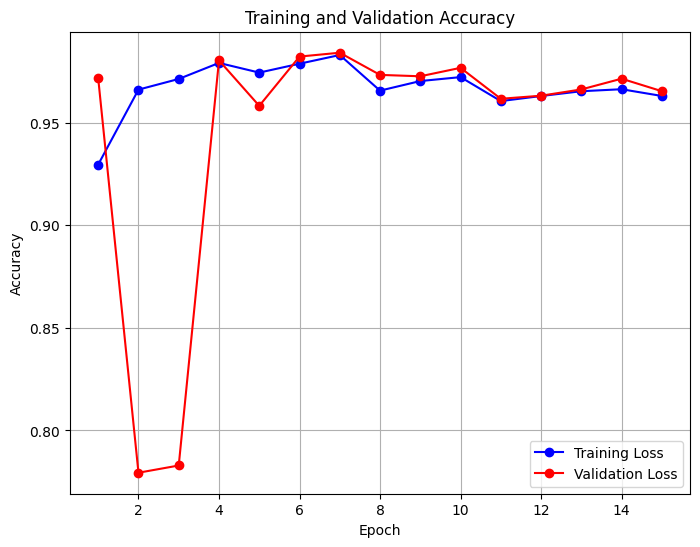 Training and Validation Accuracy
Accuracy
0.95
0.90
0.85
0.80
2 4 6 8 10 12 14
Epoch
Training Loss
Validation Loss